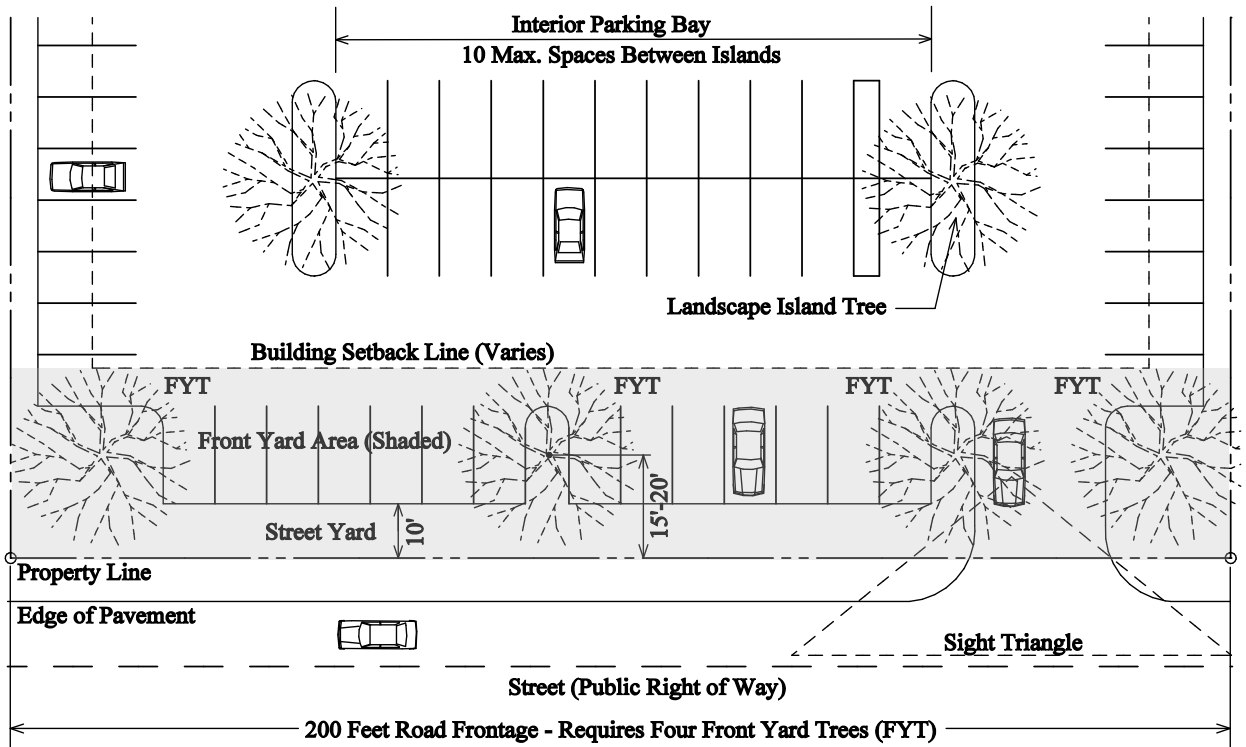 Interior Parking Bay
10 Max. Spaces Between Islands
Landscape Island Tree
Building Setback Line (Varies)
FYT
FYT
FYT
FYT
Front Yard Area (Shaded)
Street Yard
10'
15'-20'
Property Line
Edge of Pavement
Sight Triangle
Street (Public Right of Way)
200 Feet Road Frontage - Requires Four Front Yard Trees (FYT)